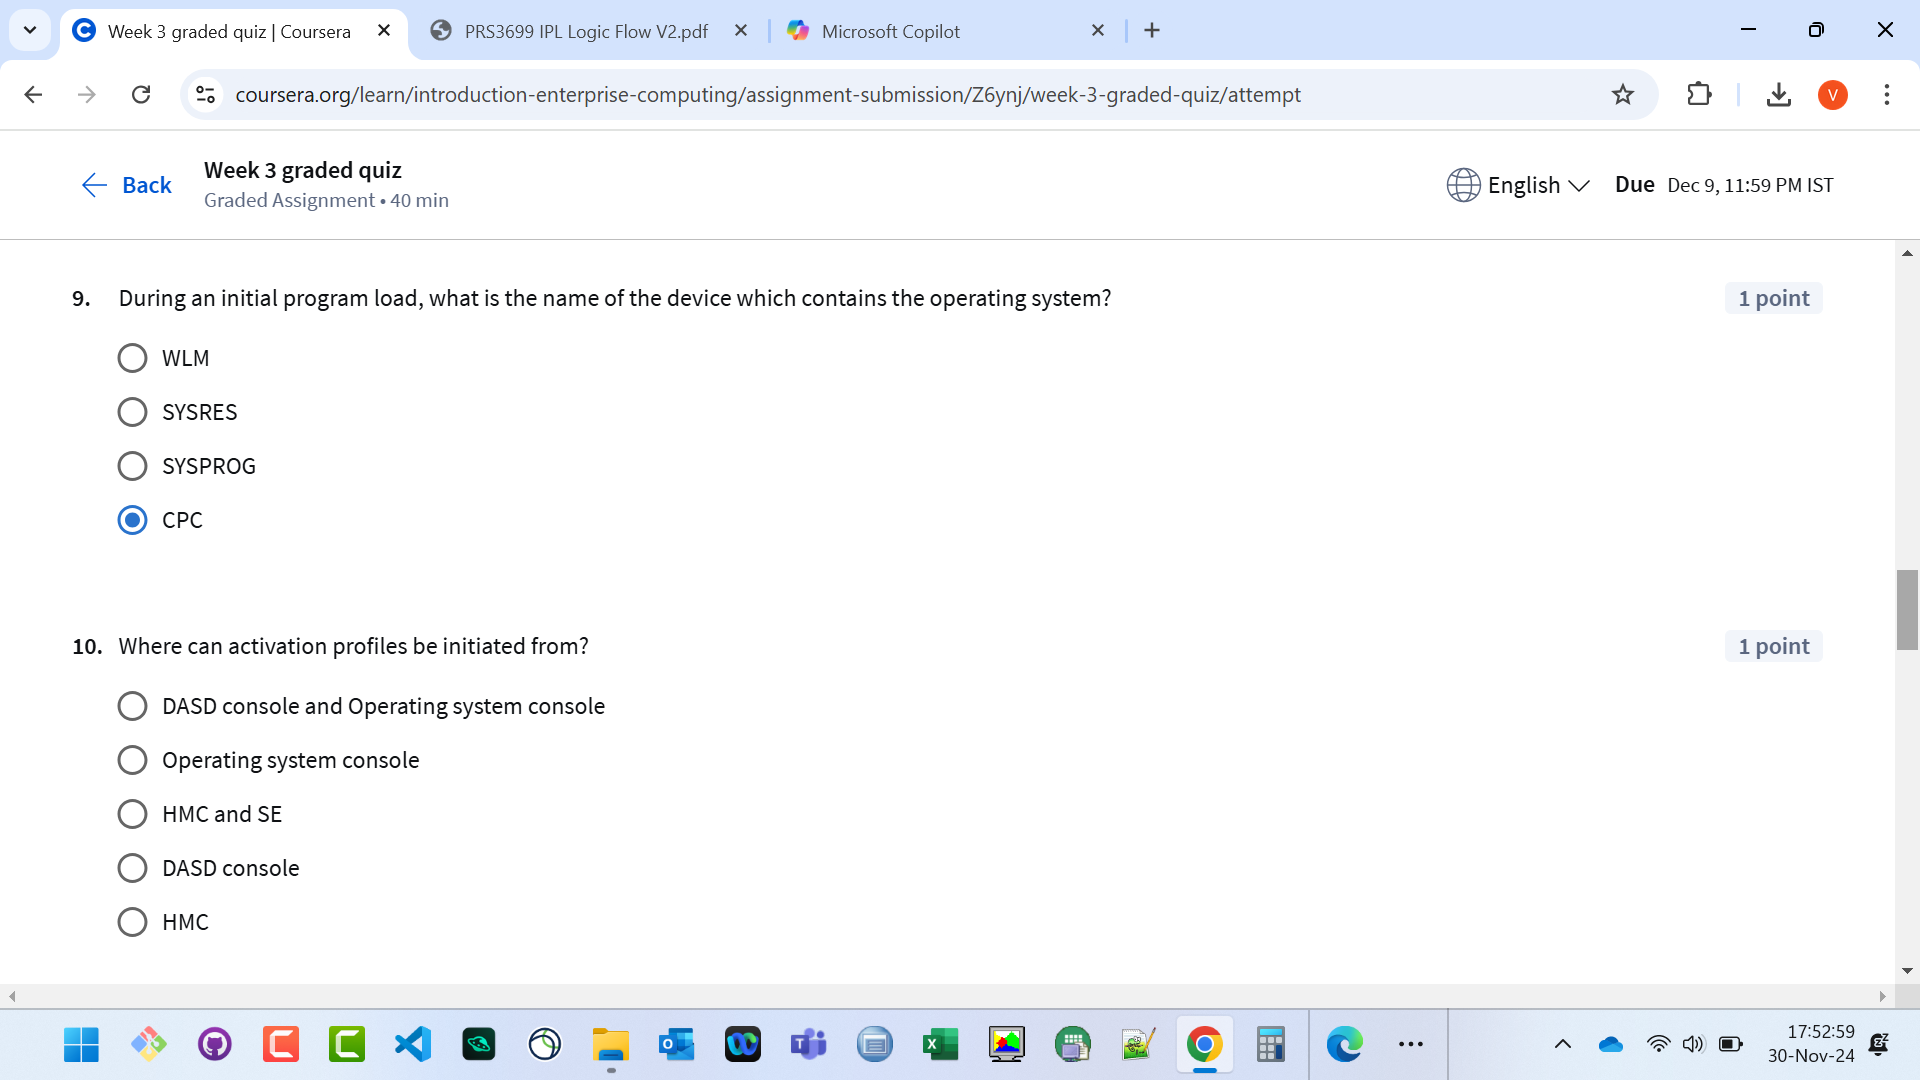 Week 3 graded quiz | Coursera
PRS3699 IPL Logic Flow V2.pdf
Microsoft Copilot
coursera.org/learn/introduction-enterprise-computing/assignment-submission/Z6ynj/week-3-graded-quiz/attempt
V
Back
Week 3 graded quiz
Graded Assignment • 40 min
English
Due Dec 9, 11:59 PM IST
9. During an initial program load, what is the name of the device which contains the operating system?
1 point
WLM
SYSRES
SYSPROG
CPC
10. Where can activation profiles be initiated from?
1 point
DASD console and Operating system console
Operating system console
HMC and SE
DASD console
HMC
17:52:59
30-Nov-24